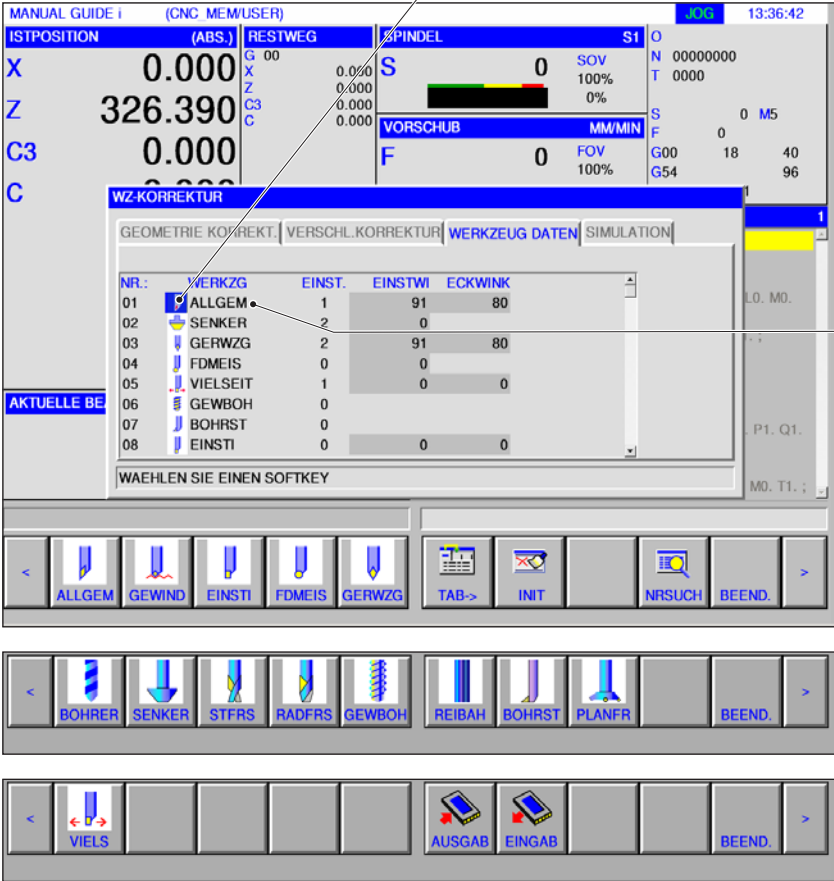 MANUAL GUIDE i (CNC_MEM/USER) JOG 13:36:42
ISTPOSITION (ABS.) RESTWEG SPINDEL S1 O
G 00 N 00000000
X 0.000 X 0.000 S 0 SOV T 0000
Z 0.000 100%
Z 326.390 C3 0.000 0% S 0 M5
C 0.000 VORSCHUB MM/MIN F 0
C3 0.000 F 0 FOV G00 18 40
100% G54 96
C
WZ-KORREKTUR
1
GEOMETRIE KORREKT. VERSCHL.KORREKTUR WERKZEUG DATEN SIMULATION
NR.: WERKZG EINST. EINSTWI ECKWINK
01 ALLGEM 1 91 80 L0. M0.
02 SENKER 2 0
03 GERWZG 2 91 80 . ;
04 FDMEIS 0 0
05 VIELSEIT 1 0 0
AKTUELLE BE 06 GEWBOH 0
07 BOHRST 0 . P1. Q1.
08 EINSTI 0 0 0
WAEHLEN SIE EINEN SOFTKEY M0. T1. ;
< ALLGEM GEWIND EINSTI FDMEIS GERWZG TAB-> INIT NRSUCH BEEND. >
< BOHRER SENKER STFRS RADFRS GEWBOH REIBAH BOHRST PLANFR BEEND. >
< VIELS AUSGAB EINGAB BEEND. >